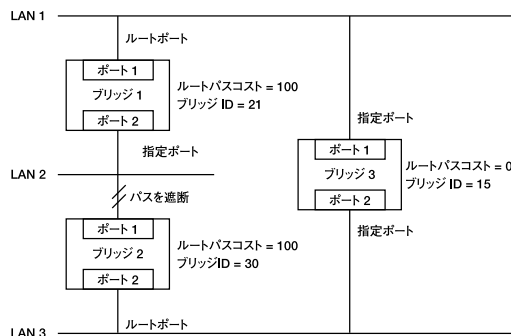 LAN 1
ルートポート
ポート 1
ブリッジ 1
ポート 2
ルートパスコスト = 100
ブリッジ ID = 21
指定ポート
指定ポート
ポート 1
ブリッジ 3
ポート 2
ルートパスコスト = 0
ブリッジ ID = 15
指定ポート
LAN 2
パスを遮断
ポート 1
ブリッジ 2
ポート 2
ルートパスコスト = 100
ブリッジID = 30
ルートポート
LAN 3